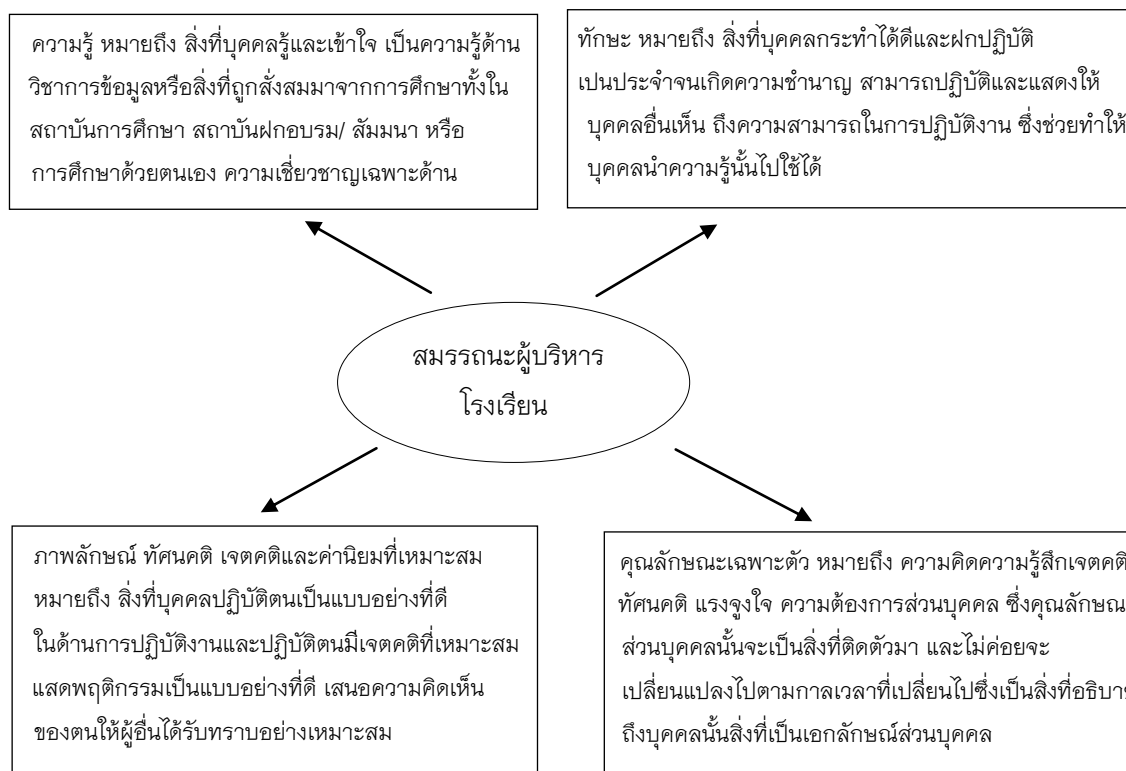 ความรู้ หมายถึง สิ่งที่บุคคลรู้และเข้าใจ เป็นความรู้ด้าน
วิชาการข้อมูลหรือสิ่งที่ถูกสั่งสมมาจากการศึกษาทั้งใน
สถาบันการศึกษา สถาบันฝกอบรม/ สัมมนา หรือ
การศึกษาด้วยตนเอง ความเชี่ยวชาญเฉพาะด้าน
ทักษะ หมายถึง สิ่งที่บุคคลกระทำได้ดีและฝกปฏิบัติ
เปนประจำจนเกิดความชำนาญ สามารถปฏิบัติและแสดงให้
บุคคลอื่นเห็น ถึงความสามารถในการปฏิบัติงาน ซึ่งช่วยทำให้
บุคคลนำความรู้นั้นไปใช้ได้
สมรรถนะผู้บริหาร
โรงเรียน
ภาพลักษณ์ ทัศนคติ เจตคติและค่านิยมที่เหมาะสม
หมายถึง สิ่งที่บุคคลปฏิบัติตนเป็นแบบอย่างที่ดี
ในด้านการปฏิบัติงานและปฏิบัติตนมีเจตคติที่เหมาะสม
แสดพฤติกรรมเป็นแบบอย่างที่ดี เสนอความคิดเห็น
ของตนให้ผู้อื่นได้รับทราบอย่างเหมาะสม
คุณลักษณะเฉพาะตัว หมายถึง ความคิดความรู้สึกเจตคติ
ทัศนคติ แรงจูงใจ ความต้องการส่วนบุคคล ซึ่งคุณลักษณ
ส่วนบุคคลนั้นจะเป็นสิ่งที่ติดตัวมา และไม่ค่อยจะ
เปลี่ยนแปลงไปตามกาลเวลาที่เปลี่ยนไปซึ่งเป็นสิ่งที่อธิบาย
ถึงบุคคลนั้นสิ่งที่เป็นเอกลักษณ์ส่วนบุคคล